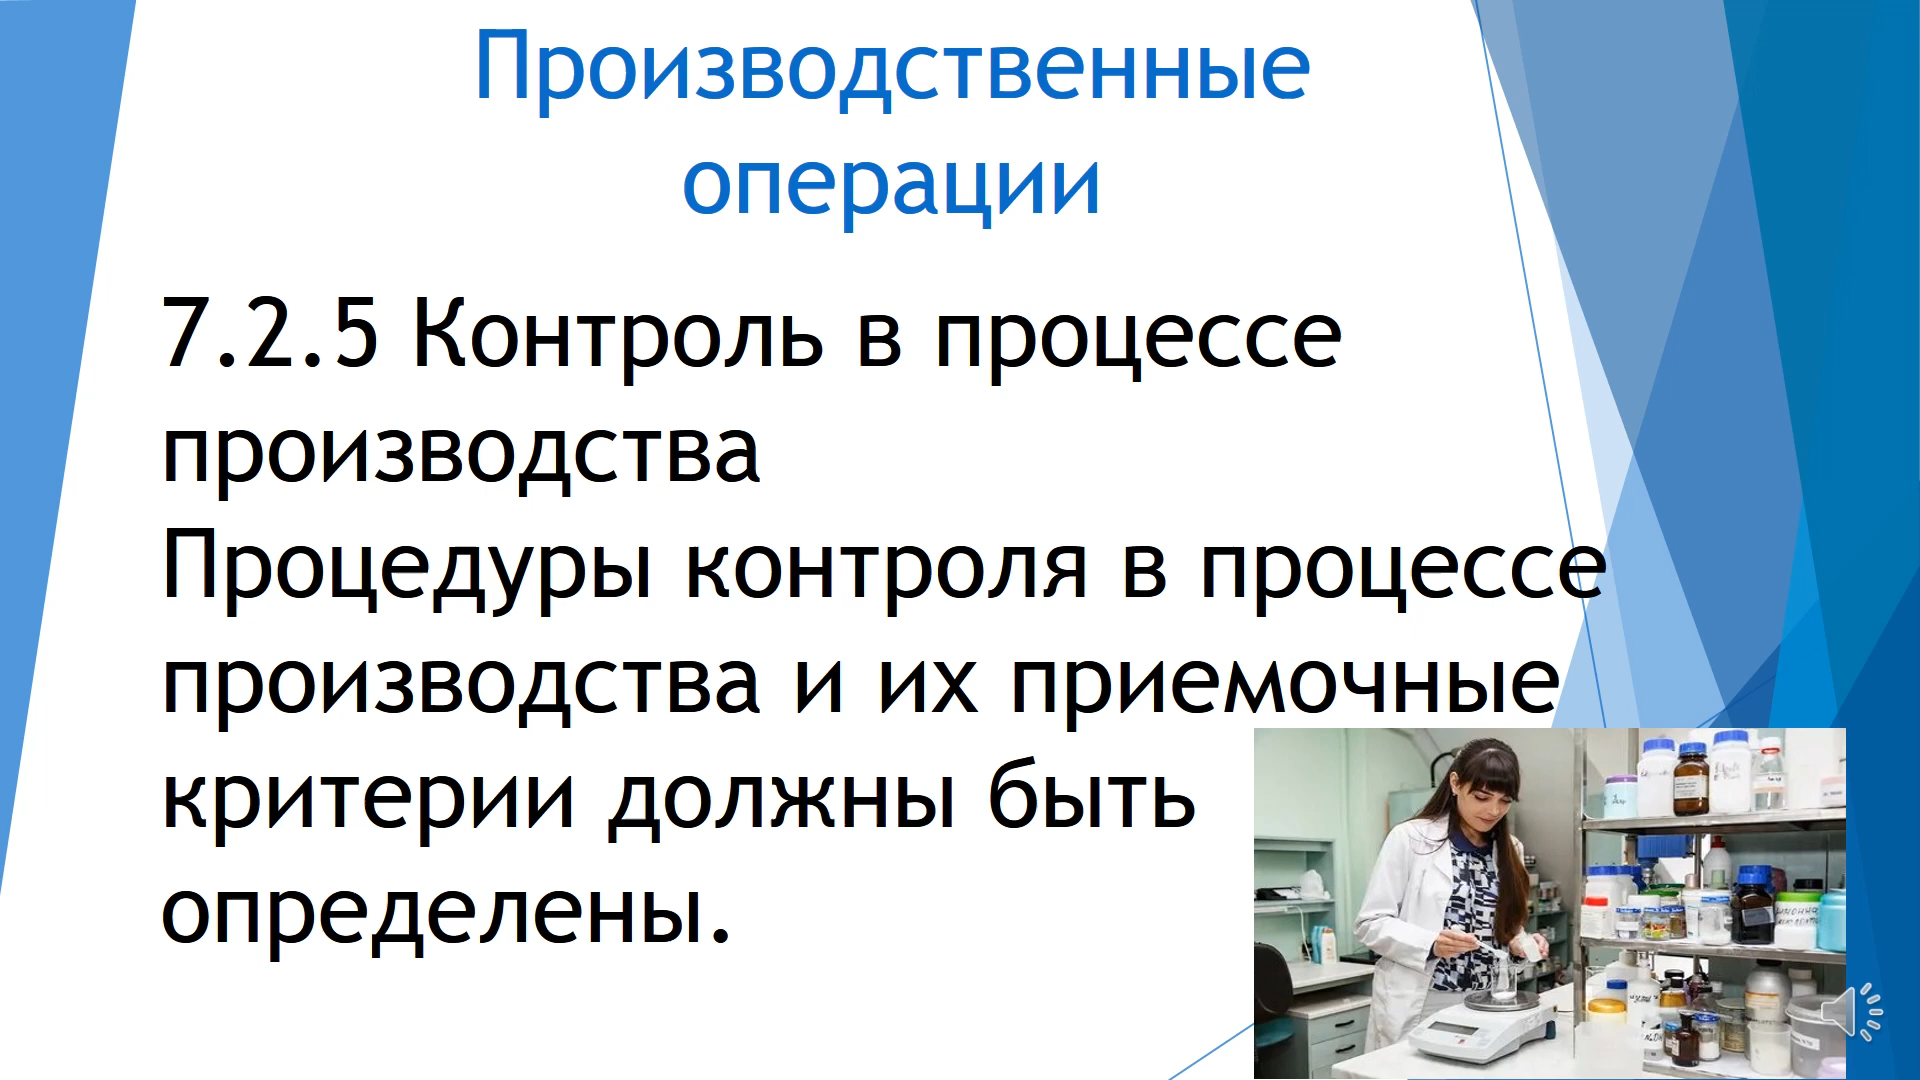 Производственные
операции
7.2.5 Контроль в процессе
производства
Процедуры контроля в процессе
производства и их приемочные
критерии должны быть
определены.